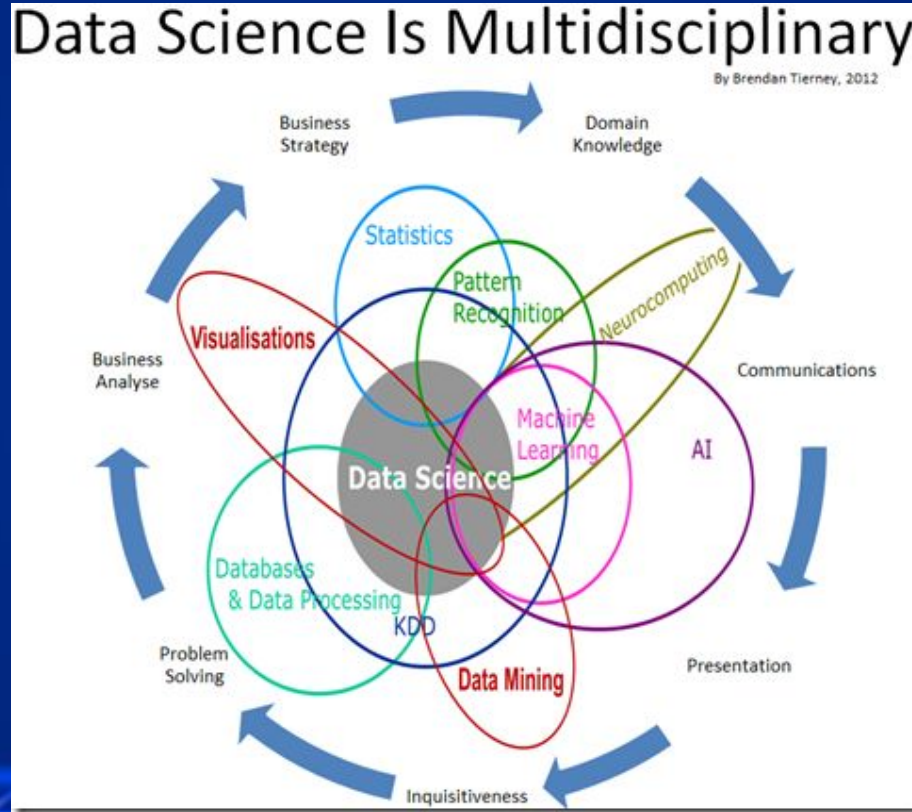 Data Science Is Multidisciplinary
By Brendan Tierney, 2012
Business
Strategy
Domain
Knowledge
Statistics
Pattern
Recognition
Neurocomputing
Visualisations
Business
Analyse
Communications
Machine
Learning
AI
Data Science
Databases
& Data Processing
KDD
Problem
Solving
Data Mining
Presentation
Inquisitiveness